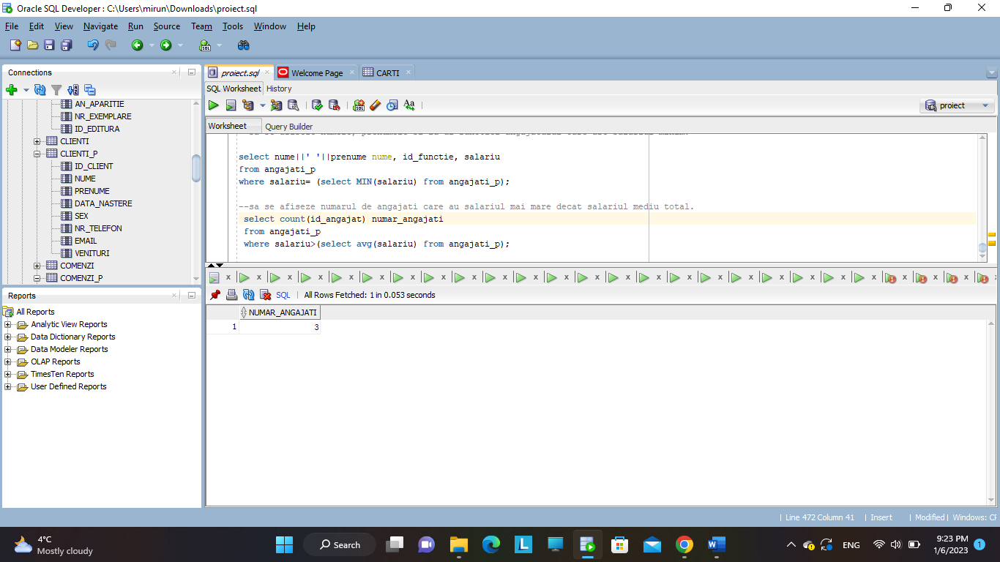 Oracle SQL Developer : C:\Users\mirun\Downloads\proiect.sql
File Edit View Navigate Run Source Team Tools Window Help
Connections
AN_APARITIE
NR_EXEMPLARE
ID_EDITURA
CLIENTI
CLIENTI_P
ID_CLIENT
NUME
PRENUME
DATA_NASTERE
SEX
NR_TELEFON
EMAIL
VENITURI
COMENZI
COMENZI_P
Reports
All Reports
Analytic View Reports
Data Dictionary Reports
Data Modeler Reports
OLAP Reports
TimesTen Reports
User Defined Reports
proiect.sql Welcome Page CARTI
SQL Worksheet History
proiect
Worksheet Query Builder
select nume||' '||prenume nume, id_functie, salariu
from angajati_p
where salariu= (select MIN(salariu) from angajati_p);
--sa se afiseze numarul de angajati care au salariul mai mare decat salariul mediu total.
select count(id_angajat) numar_angajati
from angajati_p
where salariu>(select avg(salariu) from angajati_p);
SQL | All Rows Fetched: 1 in 0.053 seconds
NUMAR_ANGAJATI
1 3
| Line 472 Column 41 | Insert | Modified | Windows:
4°C
Mostly cloudy
Search
ENG
9:23 PM
1/6/2023
1